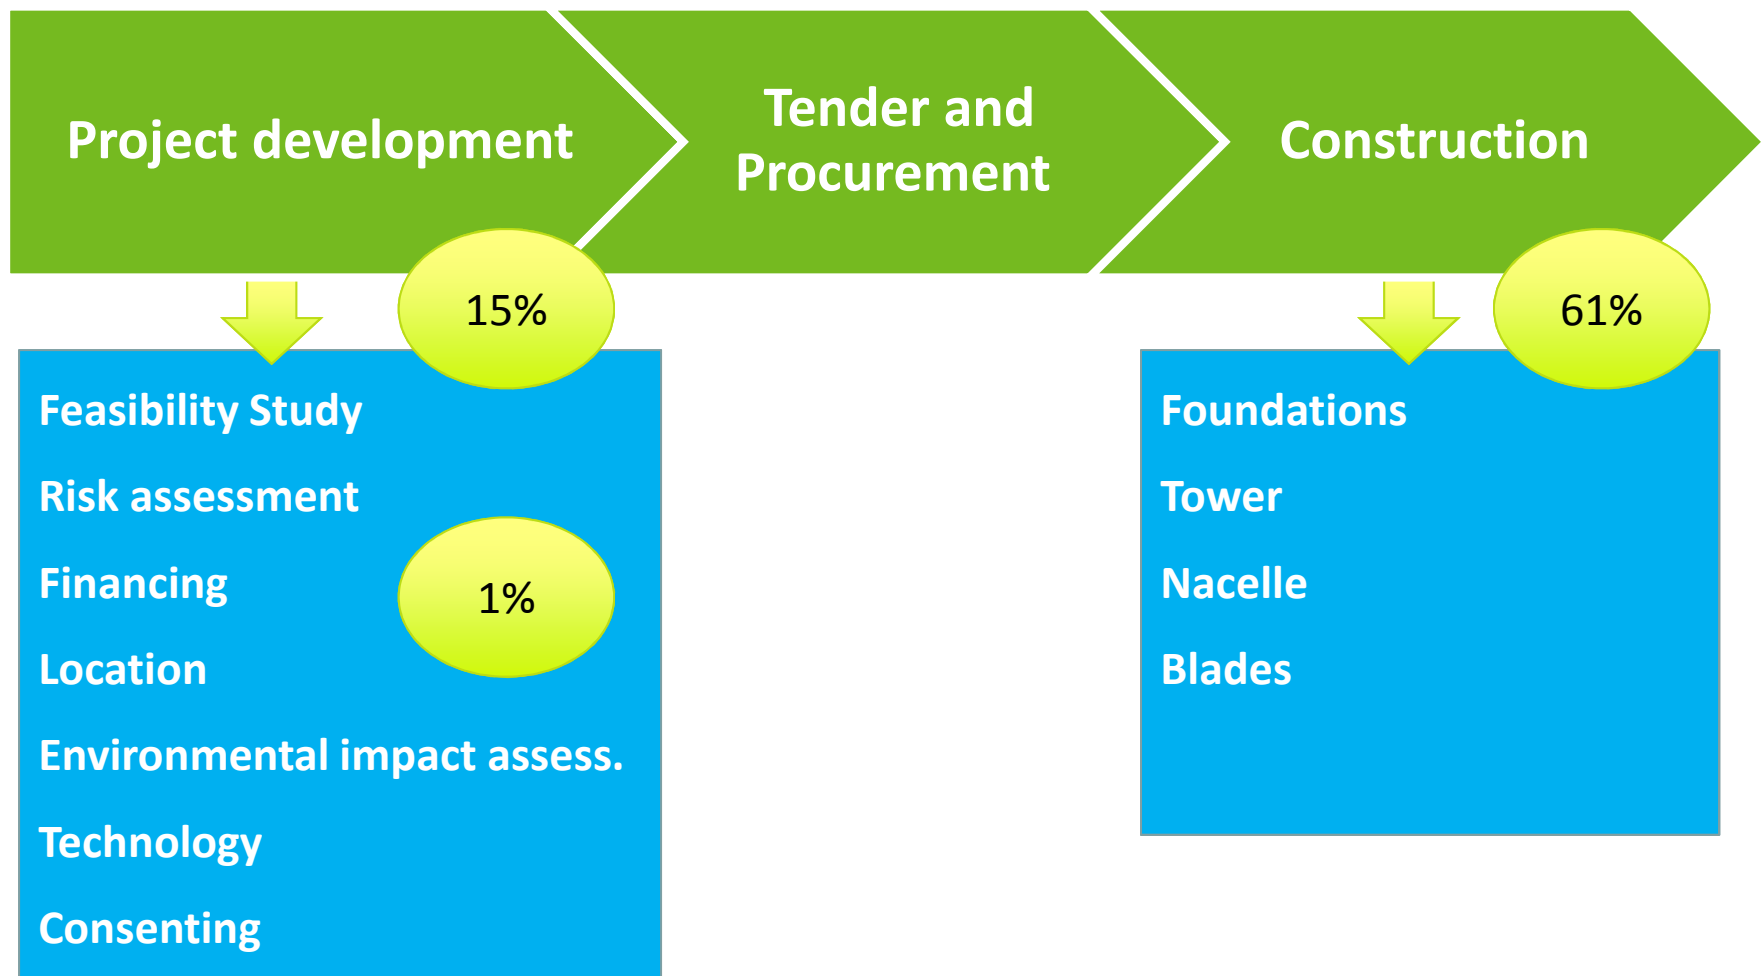 Project development
Tender and
Procurement
Construction
15%
61%
Feasibility Study
Risk assessment
Financing
1%
Location
Environmental impact assess.
Technology
Consenting
Foundations
Tower
Nacelle
Blades